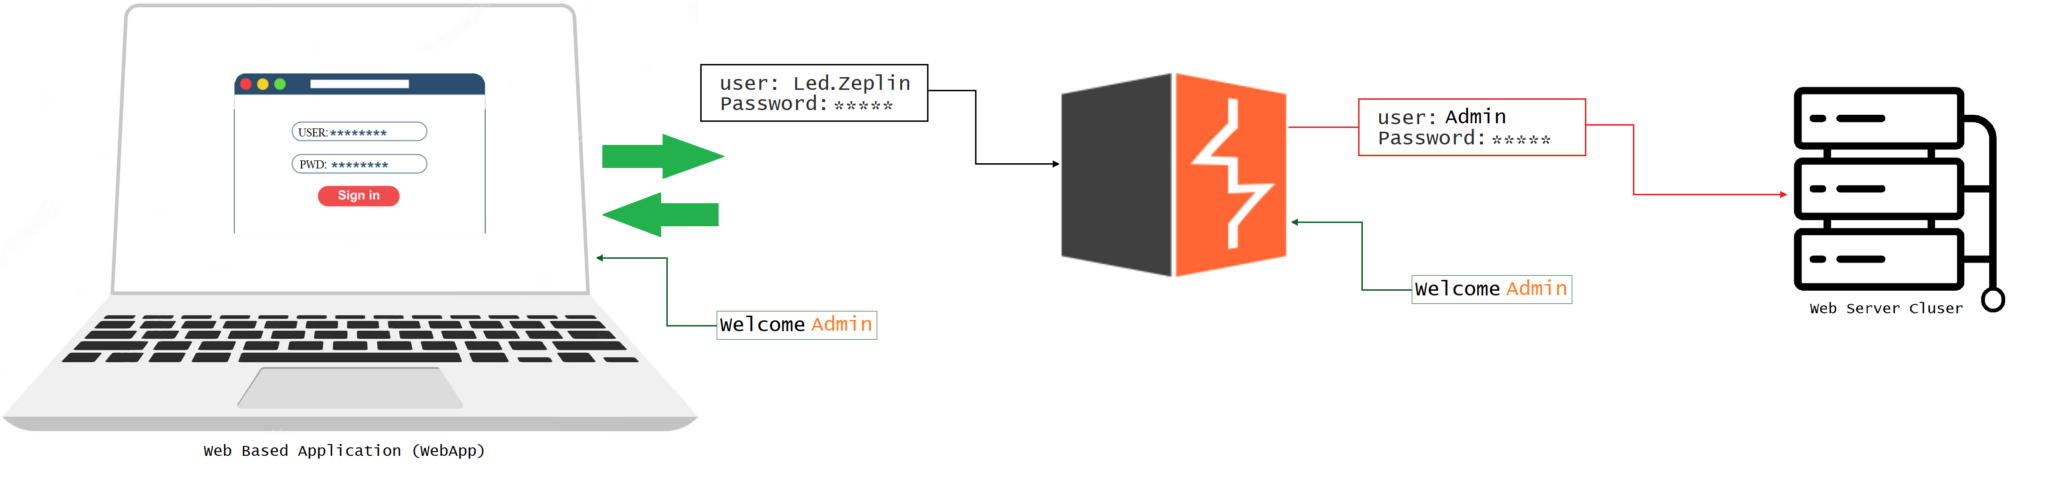 USER: ********
PWD: ********
Sign in
user: Led.Zeplin
Password: *****
Welcome Admin
user: Admin
Password: *****
Welcome Admin
Web Server Cluser
Web Based Application (WebApp)